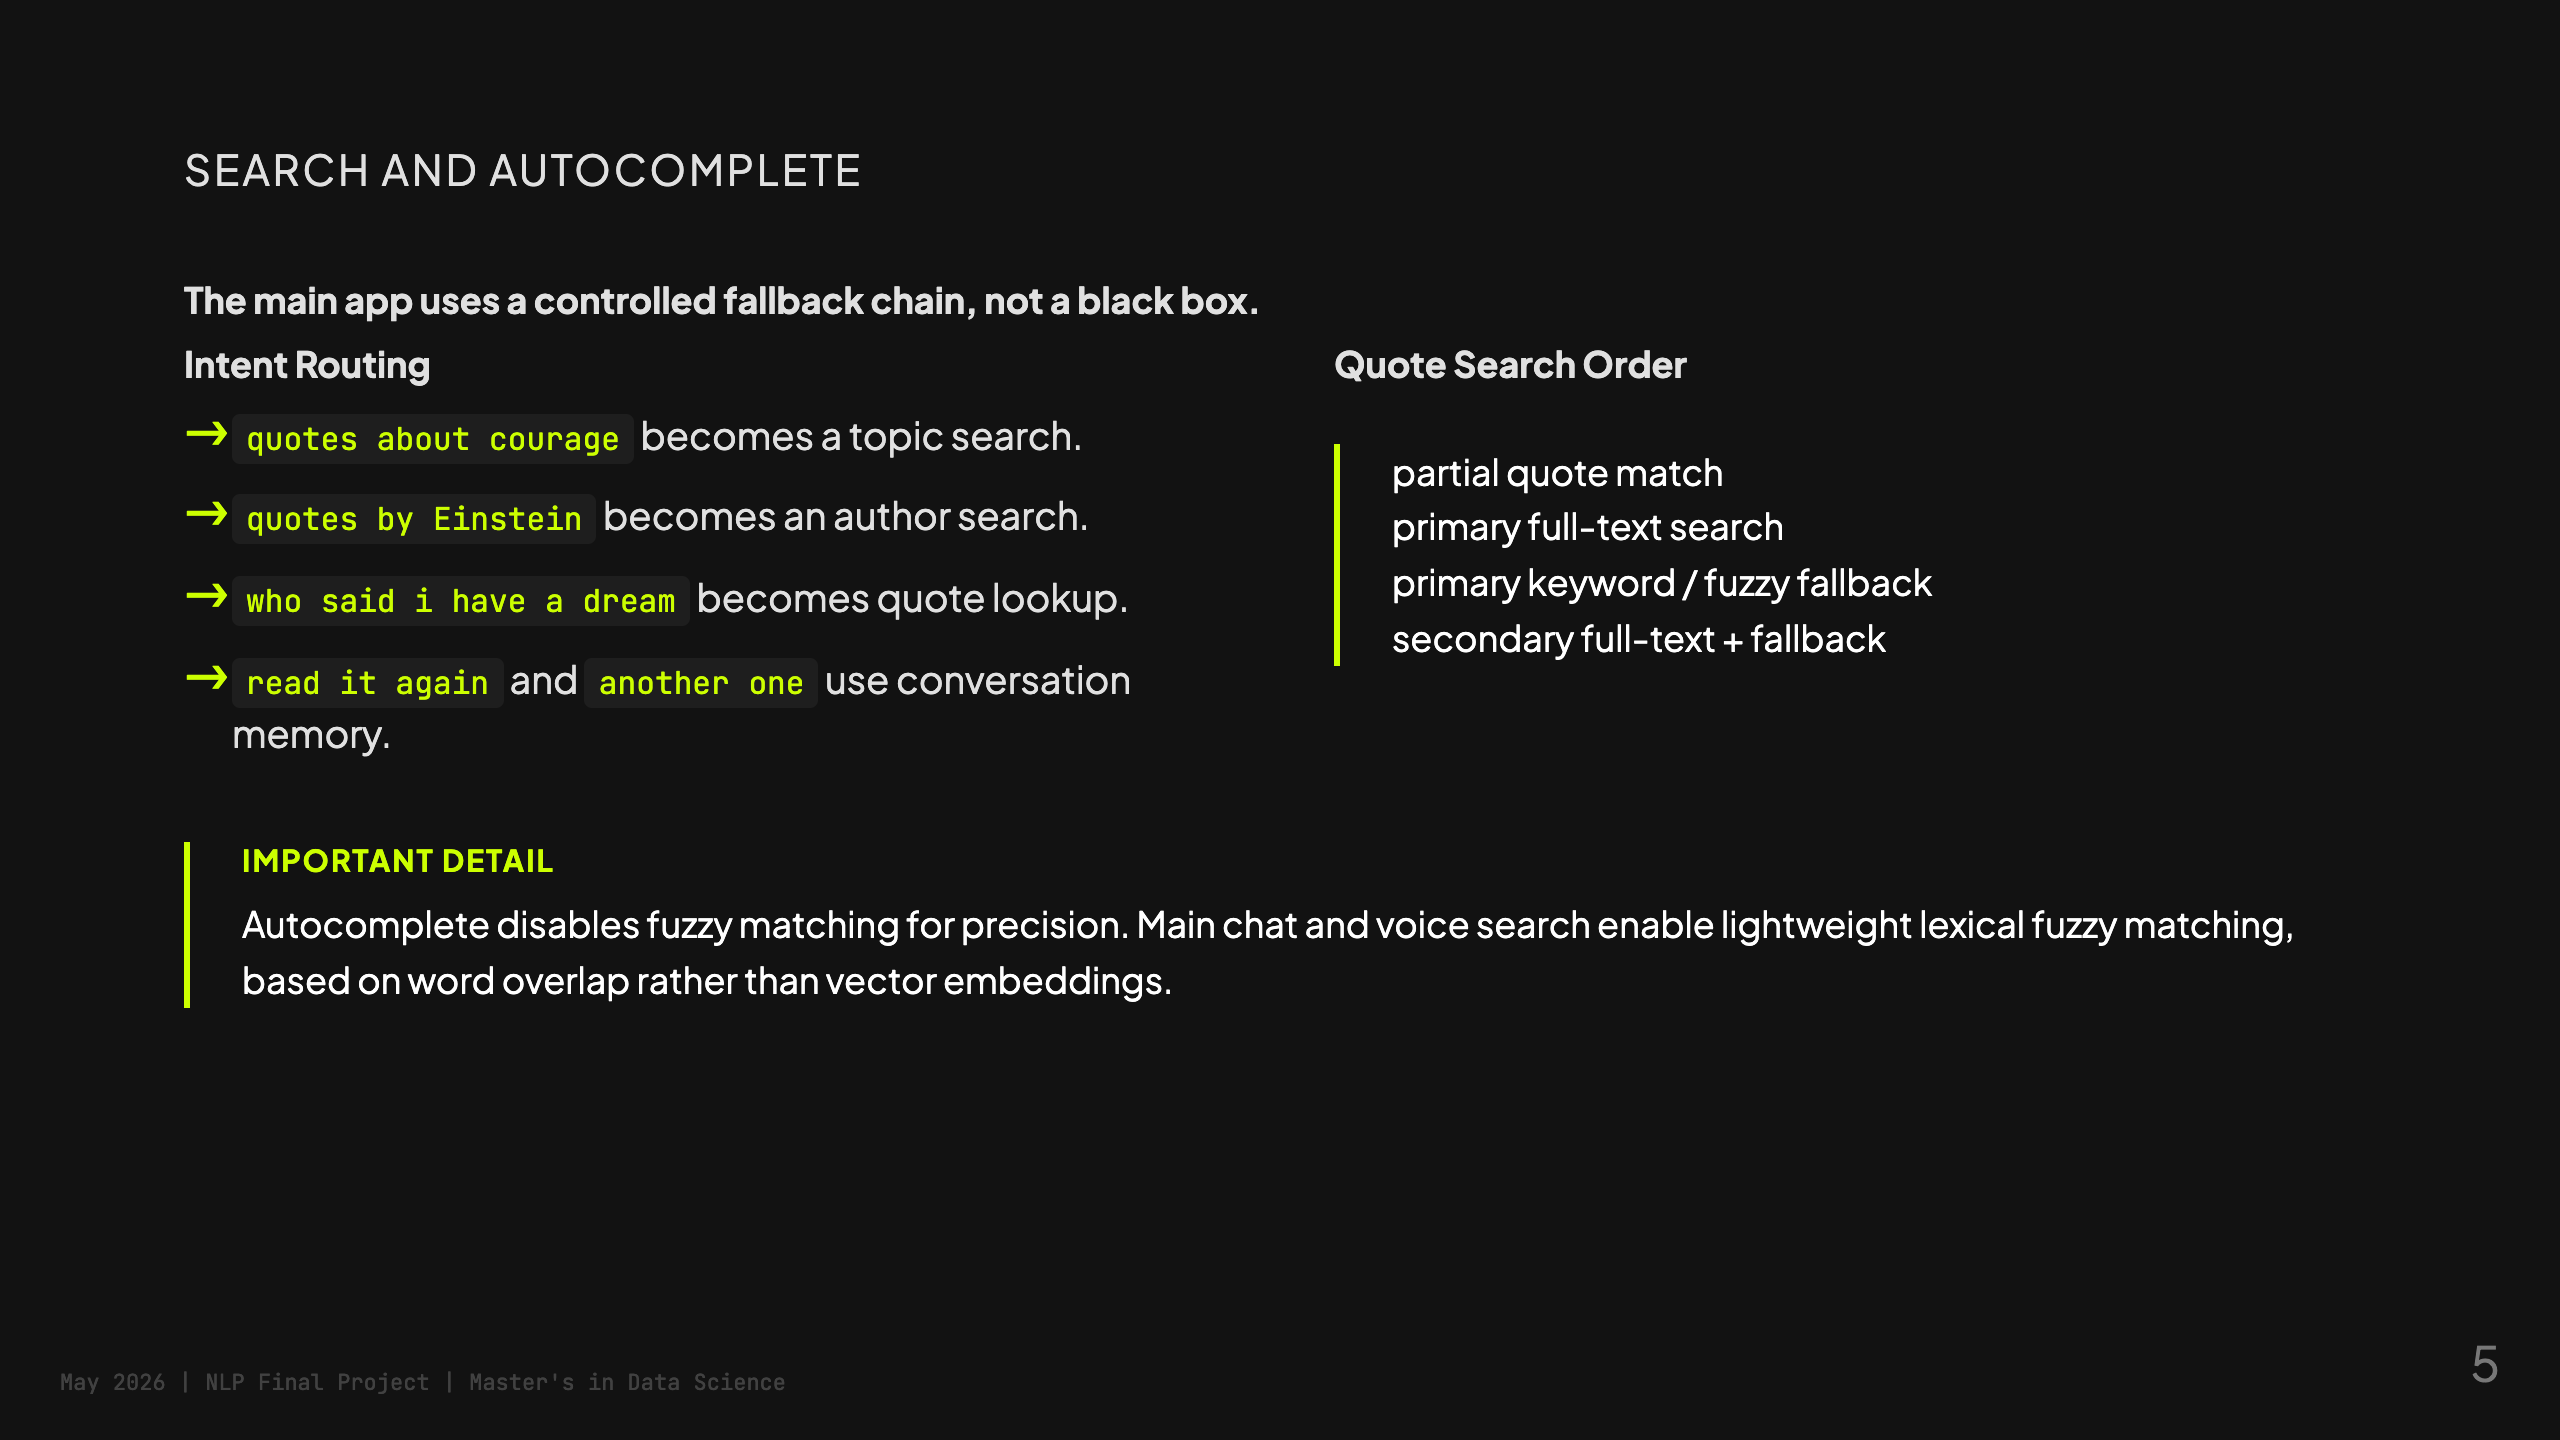 SEARCH AND AUTOCOMPLETE
The main app uses a controlled fallback chain, not a black box.
Intent Routing
→ quotes about courage becomes a topic search.
→ quotes by Einstein becomes an author search.
→ who said i have a dream becomes quote lookup.
→ read it again and another one use conversation
memory.
Quote Search Order
partial quote match
primary full-text search
primary keyword / fuzzy fallback
secondary full-text + fallback
IMPORTANT DETAIL
Autocomplete disables fuzzy matching for precision. Main chat and voice search enable lightweight lexical fuzzy matching,
based on word overlap rather than vector embeddings.
May 2026 | NLP Final Project | Master's in Data Science
5